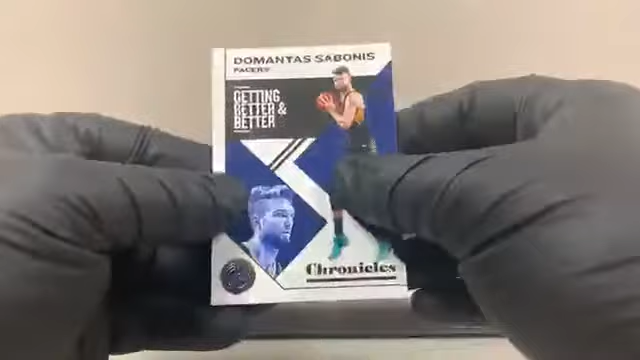 DOMANTAS SABONIS
PACERS
GETTING
BETTER &
BETTER
Chronicles